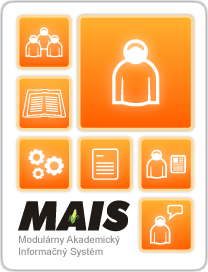 MAIS
Modulárny Akademický
Informačný Systém